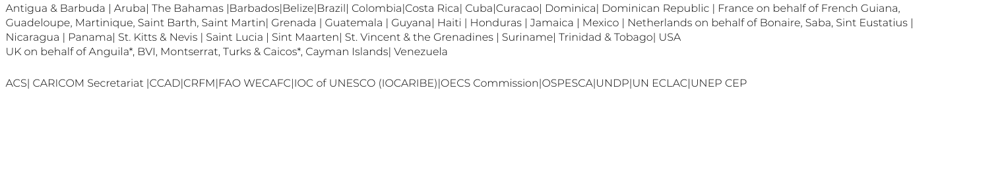 Antigua & Barbuda | Aruba| The Bahamas |Barbados|Belize|Brazil| Colombia|Costa Rica| Cuba|Curacao| Dominica| Dominican Republic | France on behalf of French Guiana,
Guadeloupe, Martinique, Saint Barth, Saint Martin| Grenada | Guatemala | Guyana| Haiti | Honduras | Jamaica | Mexico | Netherlands on behalf of Bonaire, Saba, Sint Eustatius |
Nicaragua | Panama| St. Kitts & Nevis | Saint Lucia | Sint Maarten| St. Vincent & the Grenadines | Suriname| Trinidad & Tobago| USA
UK on behalf of Anguila*, BVI, Montserrat, Turks & Caicos*, Cayman Islands| Venezuela
ACS| CARICOM Secretariat |CCAD|CRFM|FAO WECAFC|IOC of UNESCO (IOCARIBE)|OECS Commission|OSPESCA|UNDP|UN ECLAC|UNEP CEP